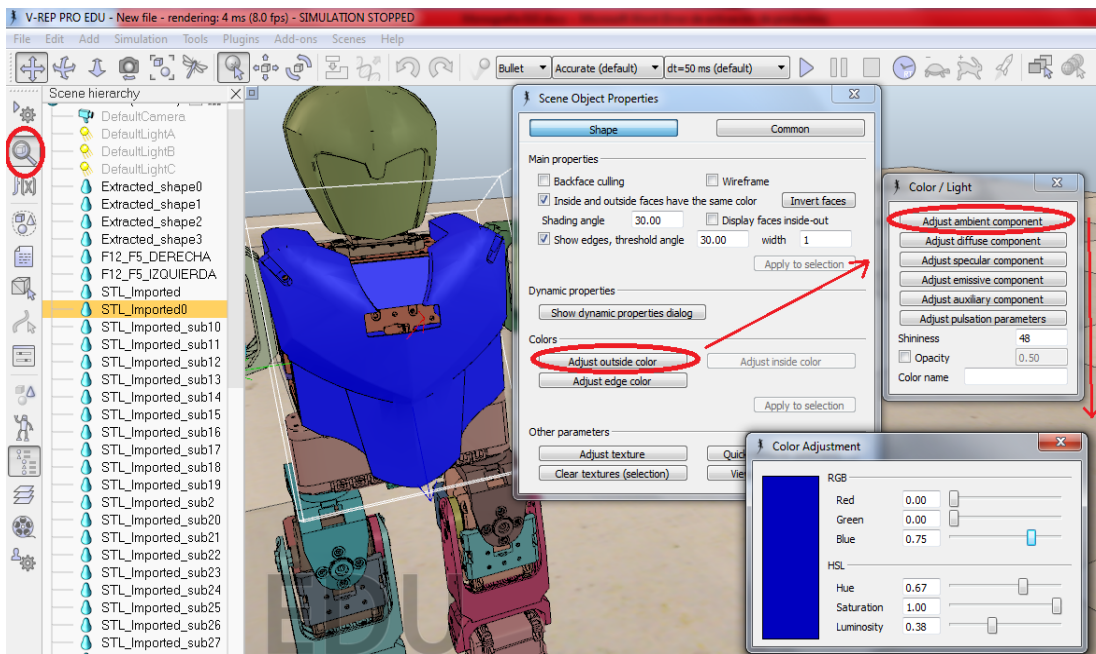 V-REP PRO EDU - New file - rendering: 4 ms (8.0 fps) - SIMULATION STOPPED
File Edit Add Simulation Tools Plugins Add-ons Scenes Help
Bullet Accurate (default) dt=50 ms (default)
Scene hierarchy
DefaultCamera
DefaultLightA
DefaultLightB
DefaultLightC
Extracted_shape0
Extracted_shape1
Extracted_shape2
Extracted_shape3
F12_F5_DERECHA
F12_F5_IZQUIERDA
STL_Imported
STL_Imported0
STL_Imported_sub10
STL_Imported_sub11
STL_Imported_sub12
STL_Imported_sub13
STL_Imported_sub14
STL_Imported_sub15
STL_Imported_sub16
STL_Imported_sub17
STL_Imported_sub18
STL_Imported_sub19
STL_Imported_sub2
STL_Imported_sub20
STL_Imported_sub21
STL_Imported_sub22
STL_Imported_sub23
STL_Imported_sub24
STL_Imported_sub25
STL_Imported_sub26
STL_Imported_sub27
EDU
Scene Object Properties
Shape Common
Main properties
Backface culling Wireframe
Inside and outside faces have the same color Invert faces
Shading angle 30.00 Display faces inside-out
Show edges, threshold angle 30.00 width 1
Apply to selection
Dynamic properties
Show dynamic properties dialog
Colors
Adjust outside color Adjust inside color
Adjust edge color
Apply to selection
Other parameters
Adjust texture Quic
Clear textures (selection) Vie
Color / Light
Adjust ambient component
Adjust diffuse component
Adjust specular component
Adjust emissive component
Adjust auxiliary component
Adjust pulsation parameters
Shininess 48
Opacity 0.50
Color name
Color Adjustment
RGB
Red 0.00
Green 0.00
Blue 0.75
HSL
Hue 0.67
Saturation 1.00
Luminosity 0.38